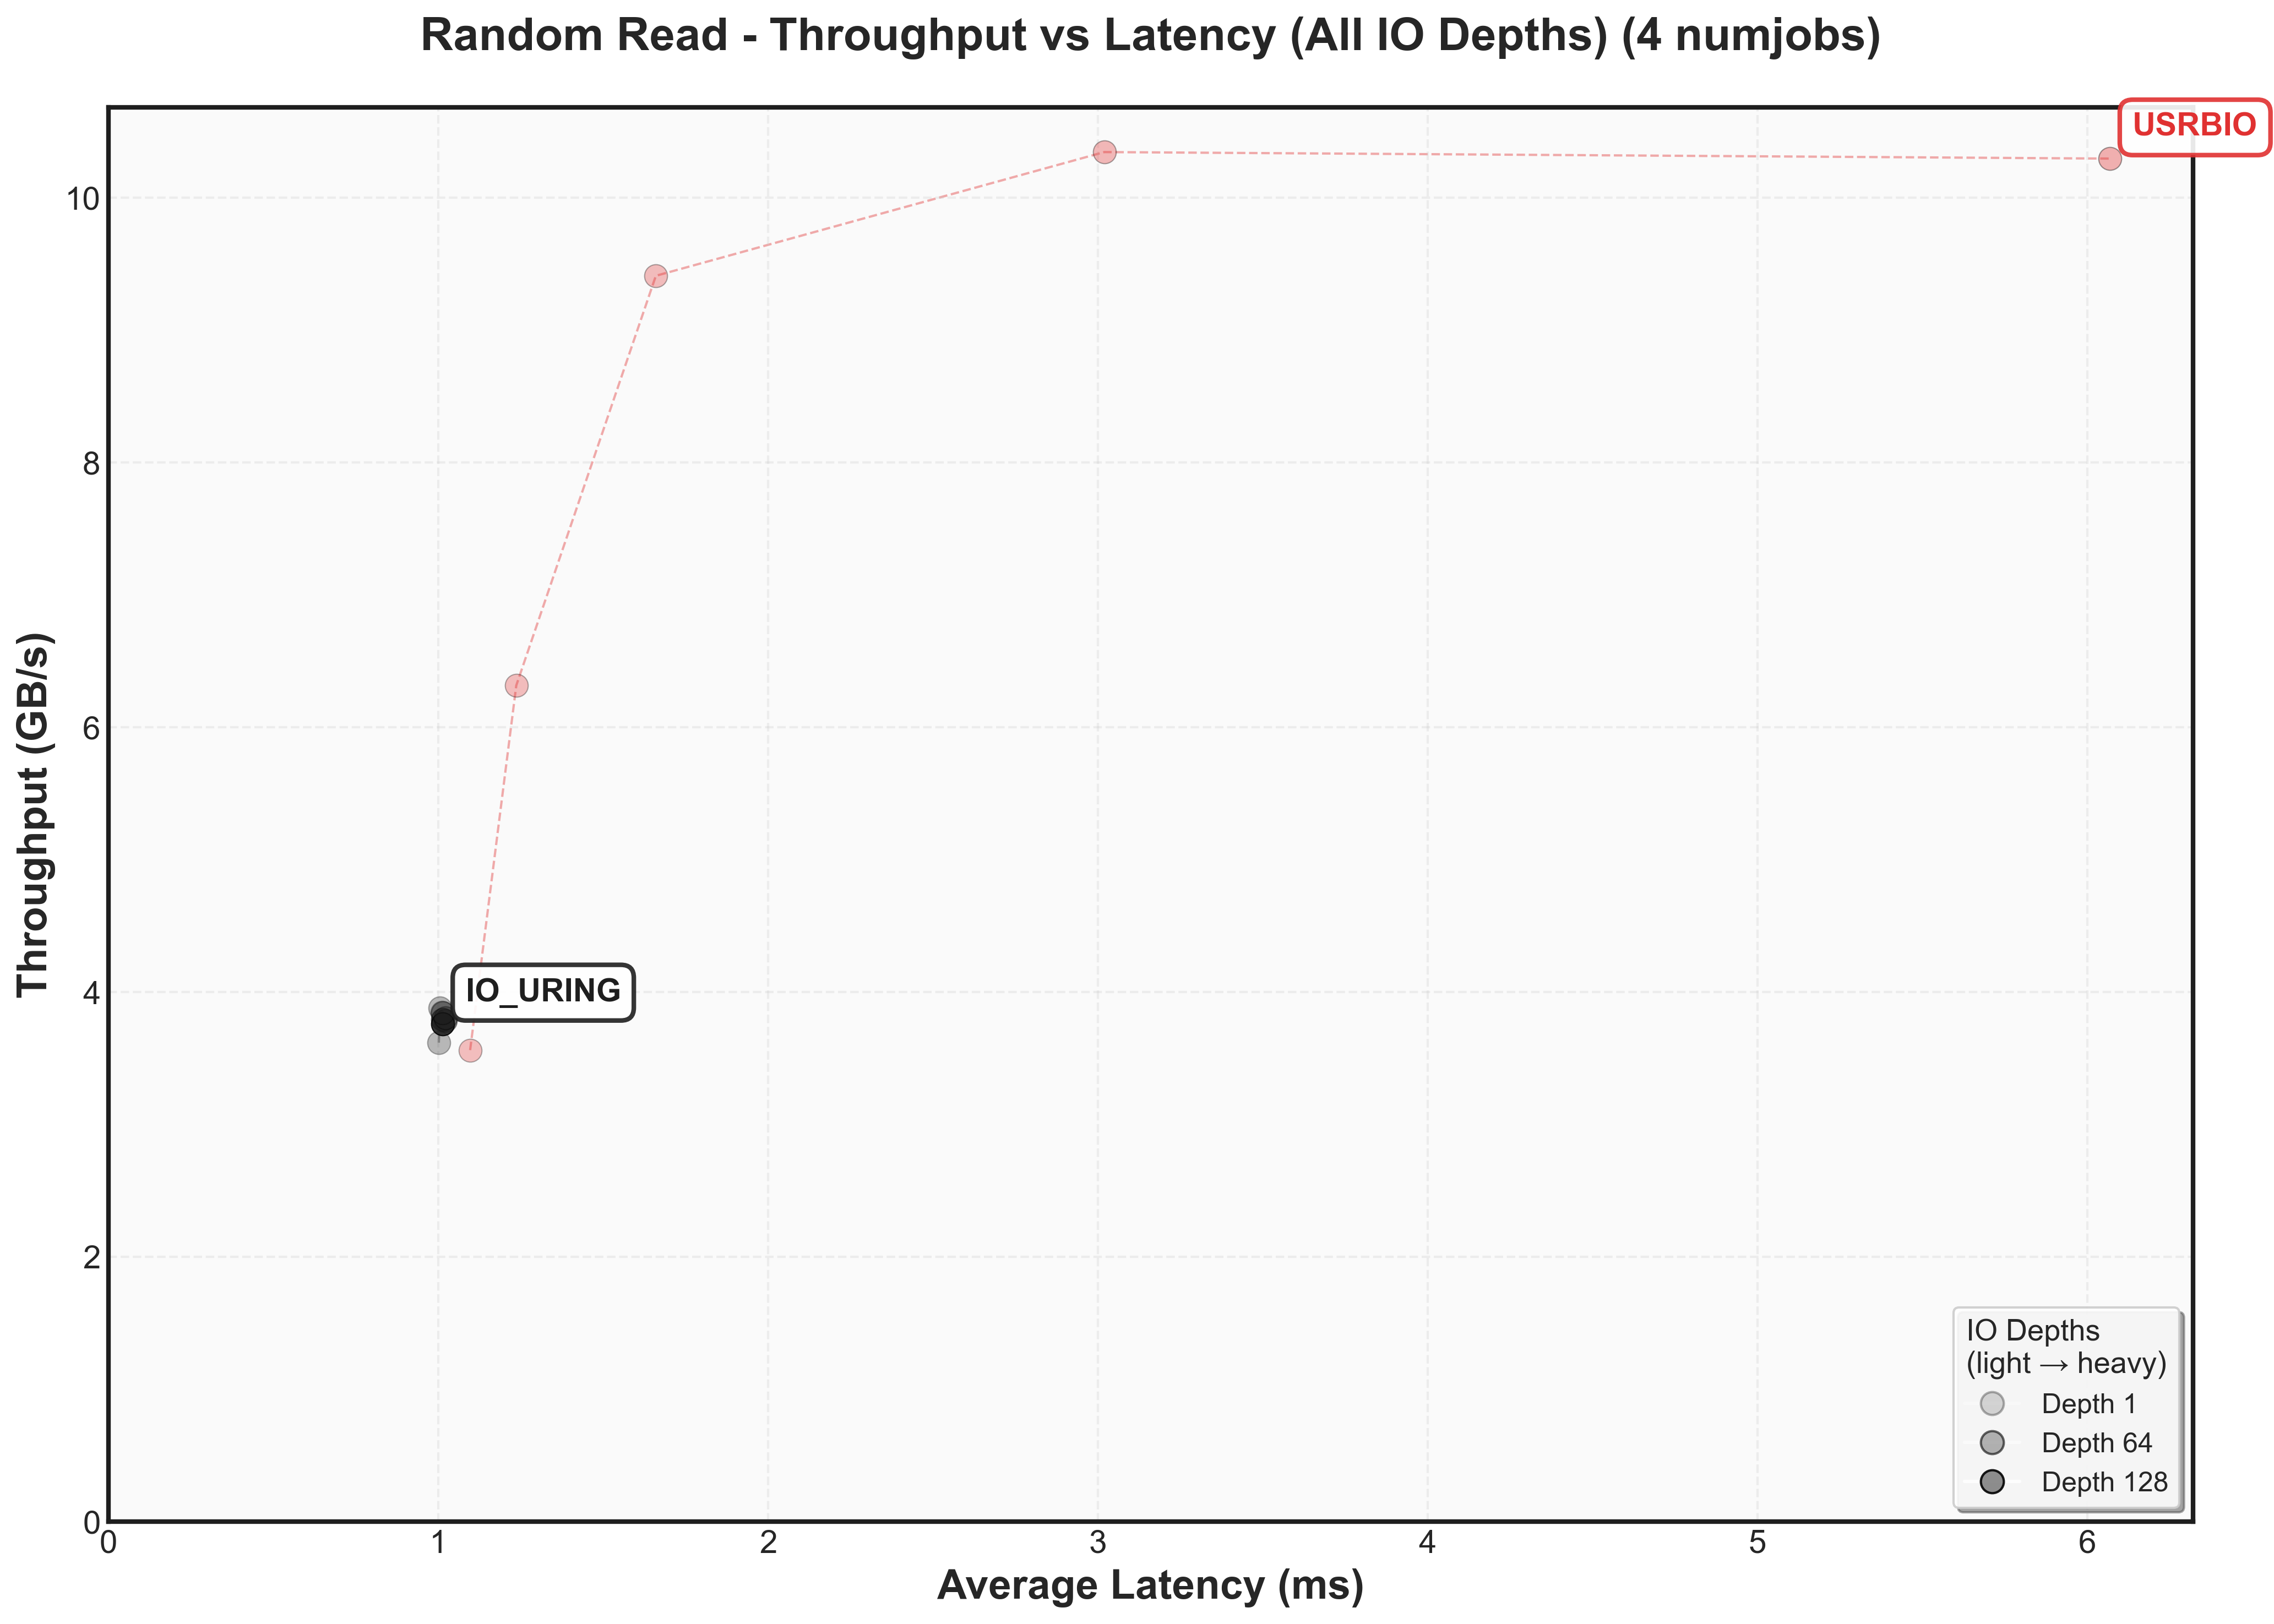 Random Read - Throughput vs Latency (All IO Depths) (4 numjobs)
USRBIO
10
8
6
4
2
0
Throughput (GB/s)
IO_URING
IO Depths
(light → heavy)
Depth 1
Depth 64
Depth 128
0 1 2 3 4 5 6
Average Latency (ms)